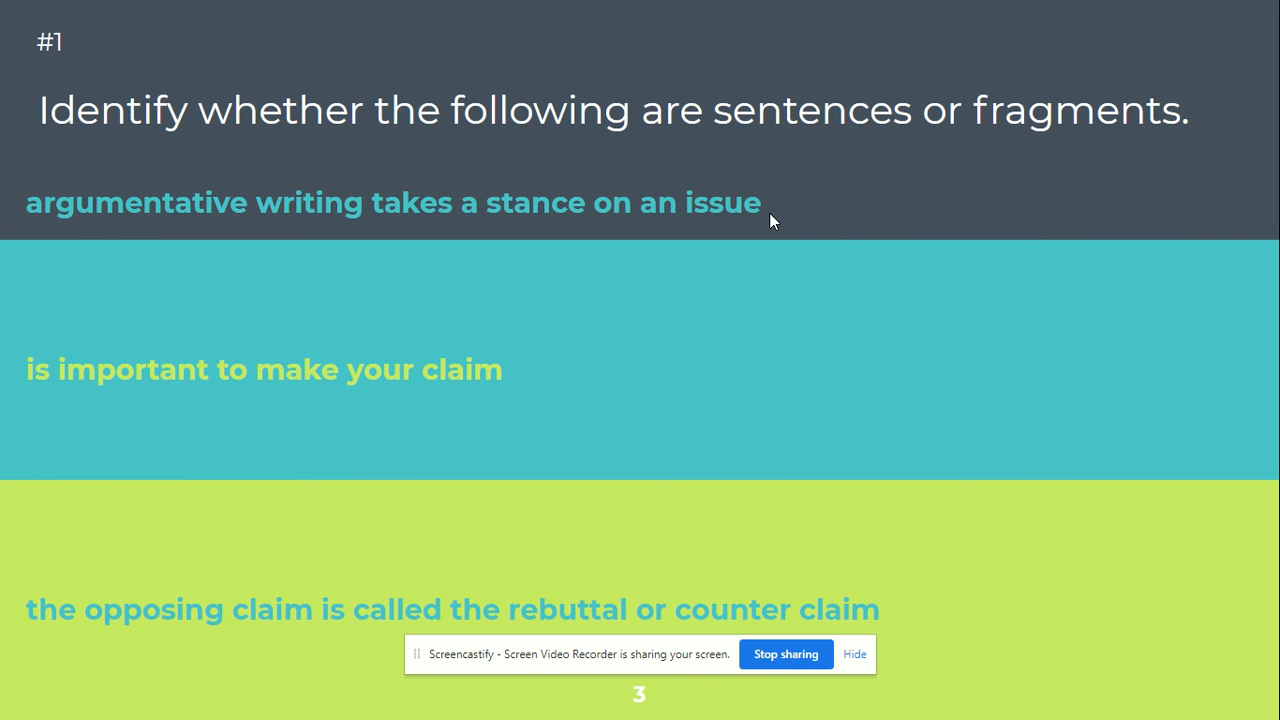 #1
Identify whether the following are sentences or fragments.
argumentative writing takes a stance on an issue
is important to make your claim
the opposing claim is called the rebuttal or counter claim
Screencastify - Screen Video Recorder is sharing your screen. Stop sharing Hide
3